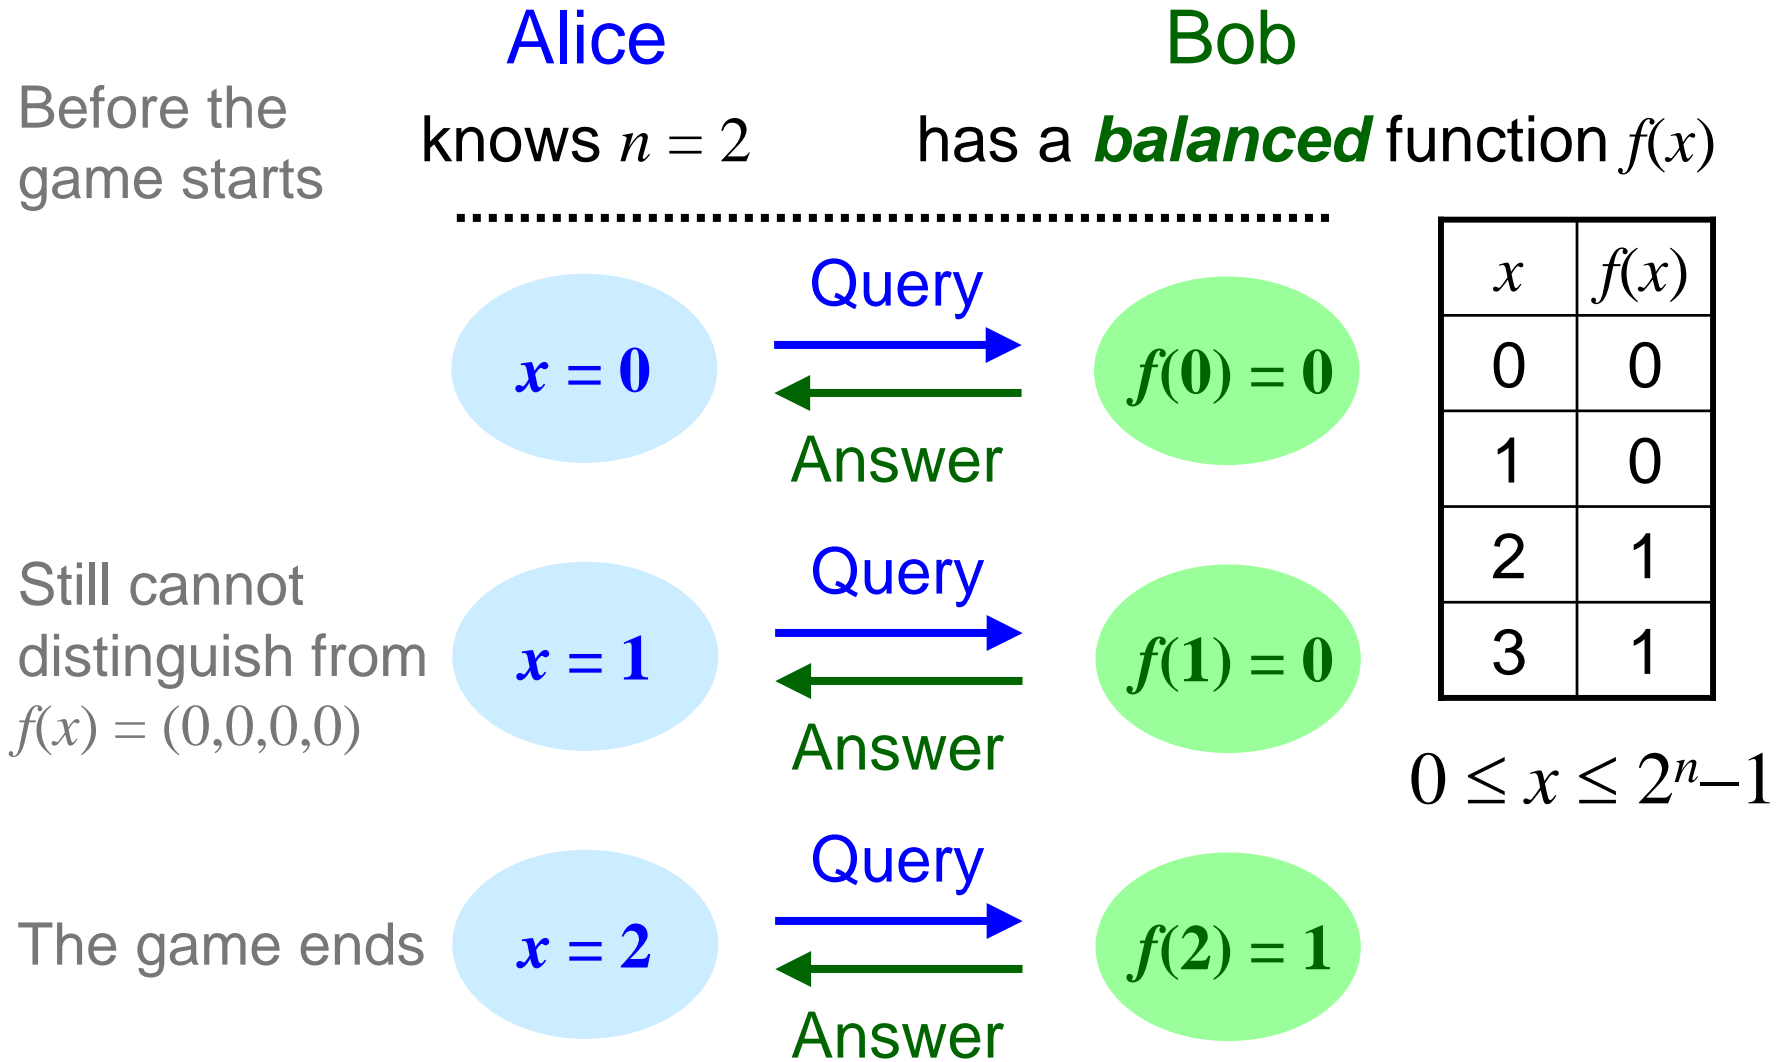 Alice
Bob
Before the
game starts
knows n = 2
has a balanced function f(x)
x f(x)
0 0
1 0
2 1
3 1
0 ≤ x ≤ 2ⁿ–1
Query
x = 0
f(0) = 0
Answer
Still cannot
distinguish from
f(x) = (0,0,0,0)
Query
x = 1
f(1) = 0
Answer
The game ends
Query
x = 2
f(2) = 1
Answer